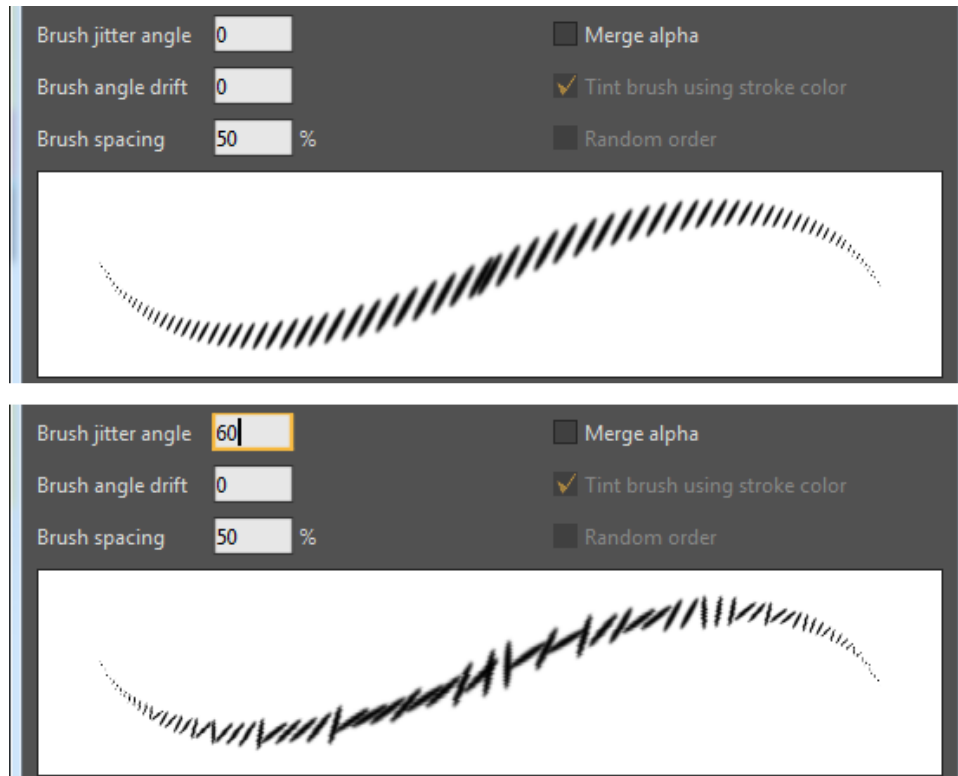 Brush jitter angle 0 Merge alpha
Brush angle drift 0 Tint brush using stroke color
Brush spacing 50 % Random order
Brush jitter angle 60 Merge alpha
Brush angle drift 0 Tint brush using stroke color
Brush spacing 50 % Random order